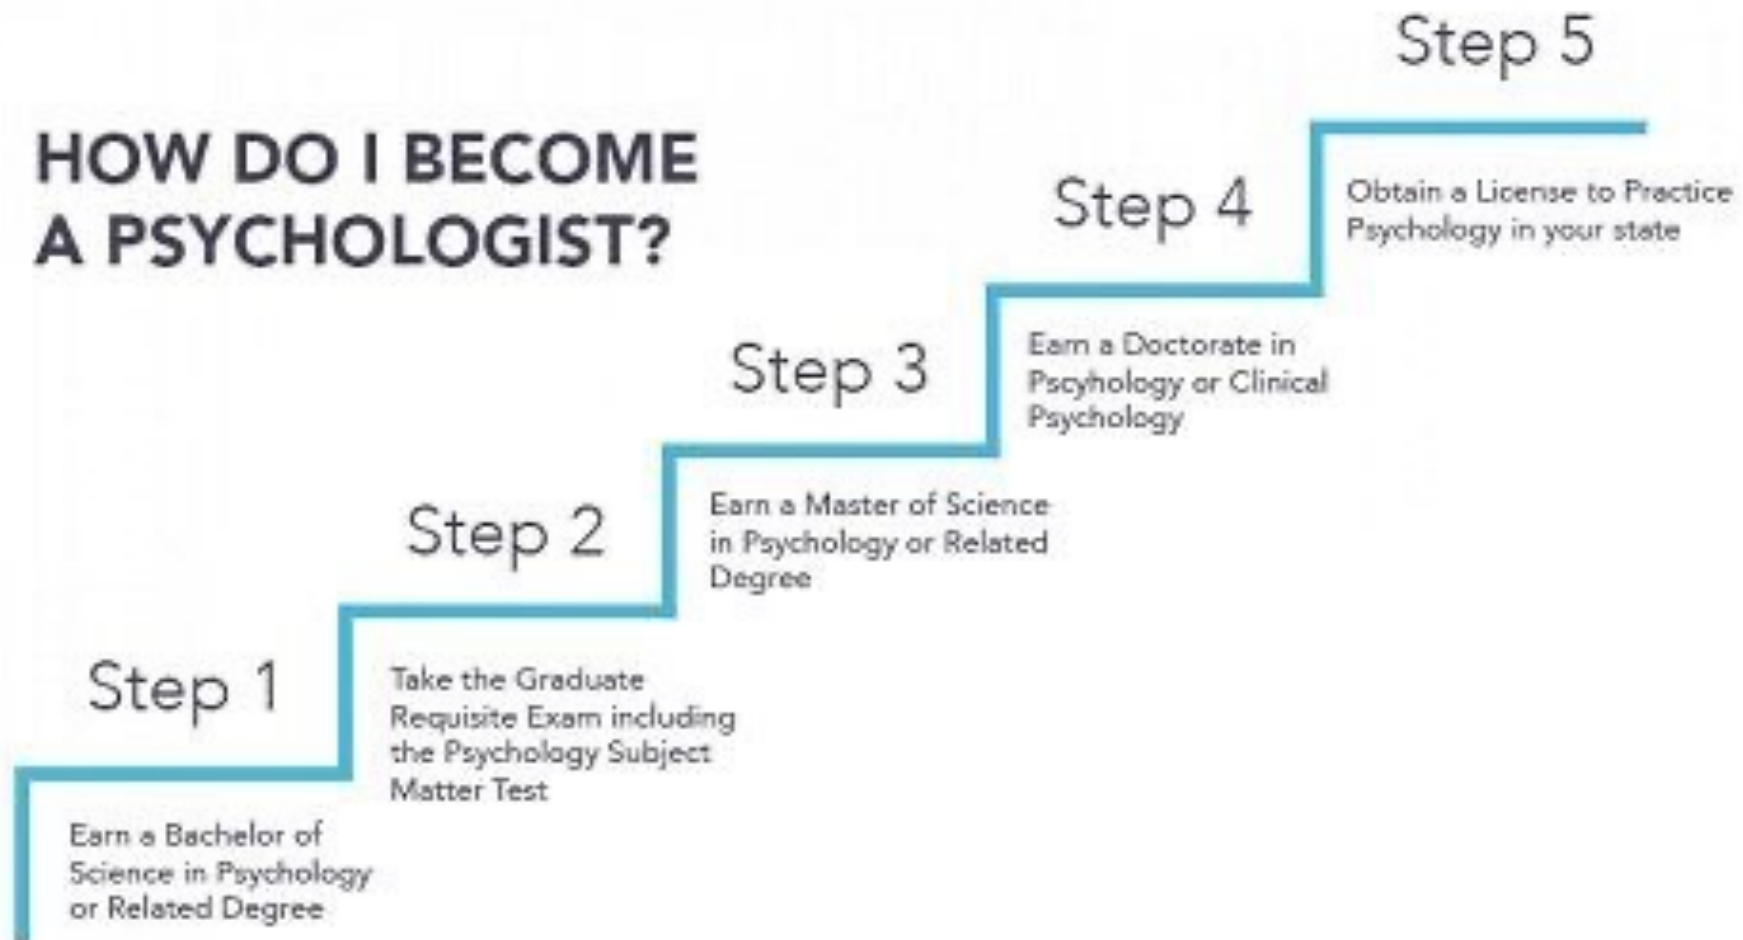 HOW DO I BECOME
A PSYCHOLOGIST?
Step 1
Earn a Bachelor of
Science in Psychology
or Related Degree
Step 2
Take the Graduate
Requisite Exam including
the Psychology Subject
Matter Test
Step 3
Earn a Master of Science
in Psychology or Related
Degree
Step 4
Earn a Doctorate in
Pscyhology or Clinical
Psychology
Step 5
Obtain a License to Practice
Psychology in your state